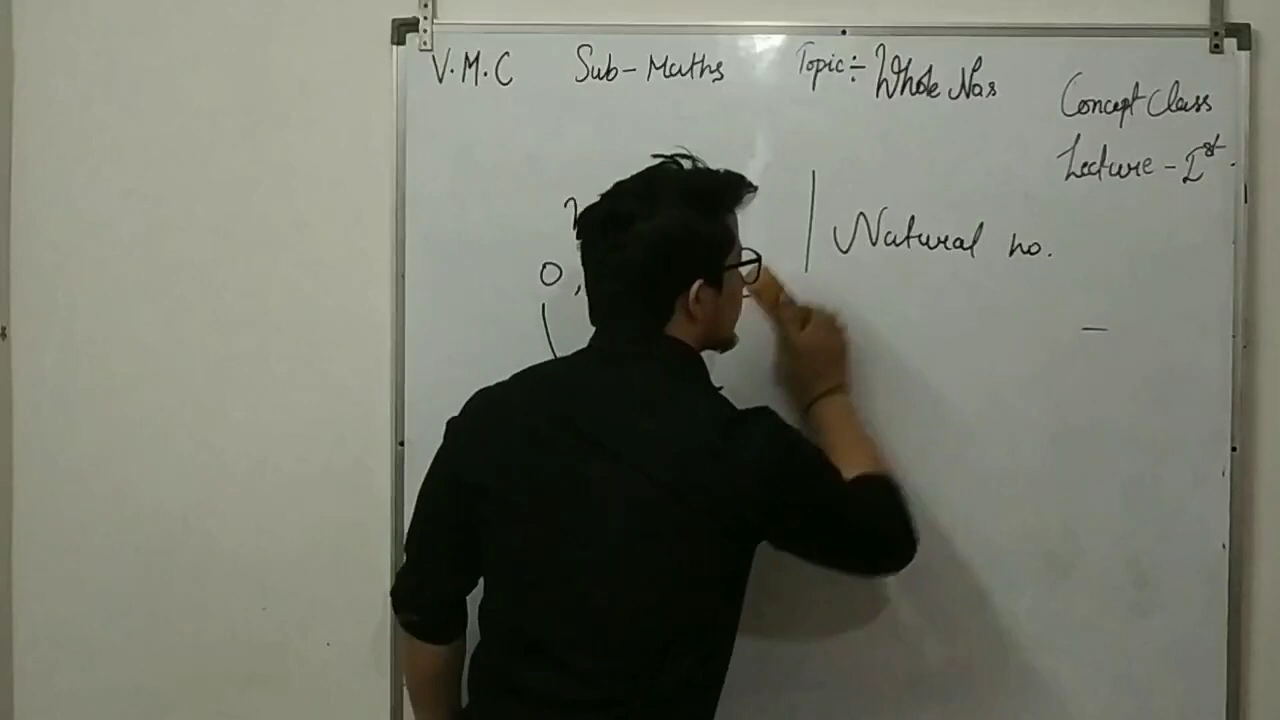 V.M.C Sub-Maths Topic÷ Whole Nos
Concept Class
Lecture - Ist.
Natural no.
0,